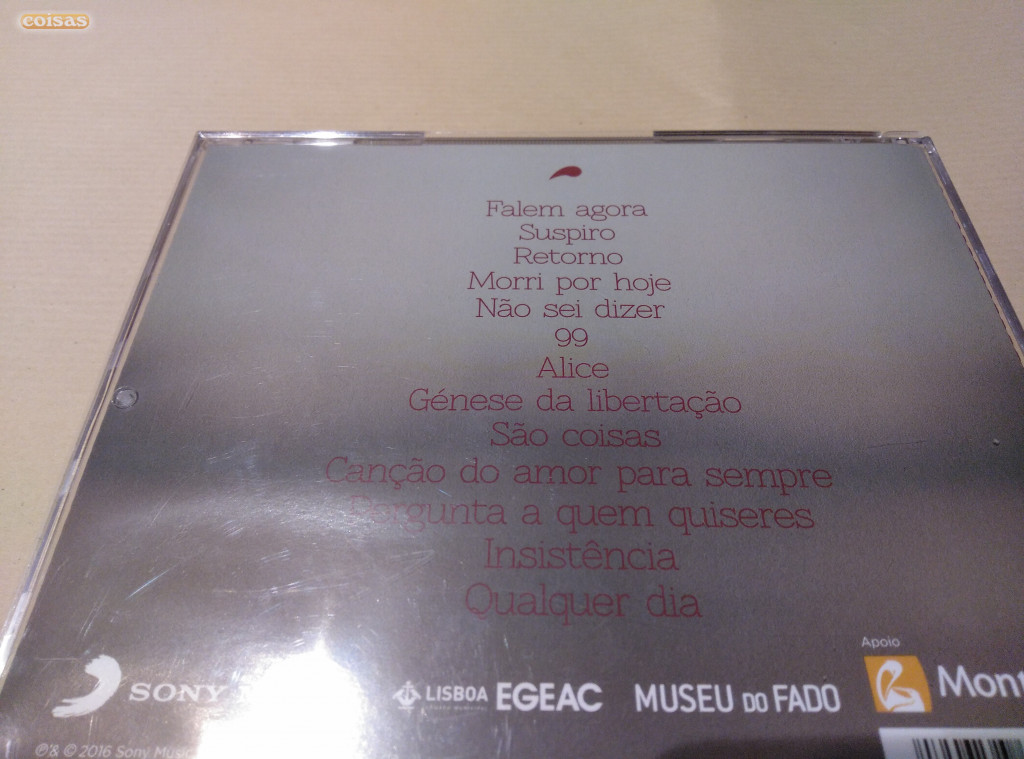 coisas
Falem agora
Suspiro
Retorno
Morri por hoje
Não sei dizer
99
Alice
Génese da libertação
São coisas
Canção do amor para sempre
Pergunta a quem quiseres
Insistência
Qualquer dia
Apoio
SONY
LISBOA
EGEAC
MUSEU DO FADO
Mont
℗& © 2016 Sony Music